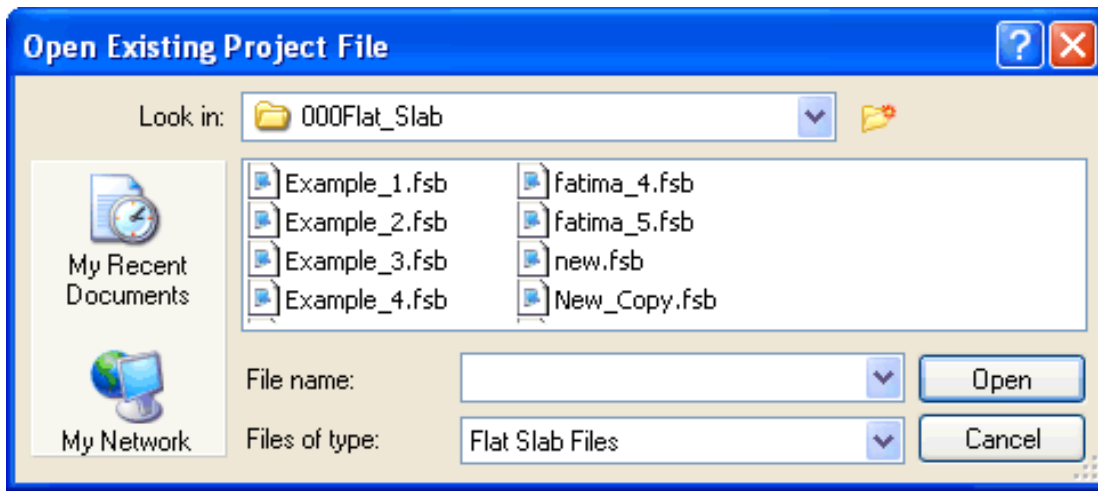 Open Existing Project File
Look in: 000Flat_Slab
Example_1.fsb fatima_4.fsb
Example_2.fsb fatima_5.fsb
Example_3.fsb new.fsb
Example_4.fsb New_Copy.fsb
My Recent
Documents
My Network
File name: Open
Files of type: Flat Slab Files Cancel